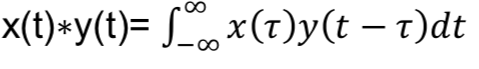 x(t)*y(t)= ∫_{-∞}^{∞} x(τ)y(t − τ)dt